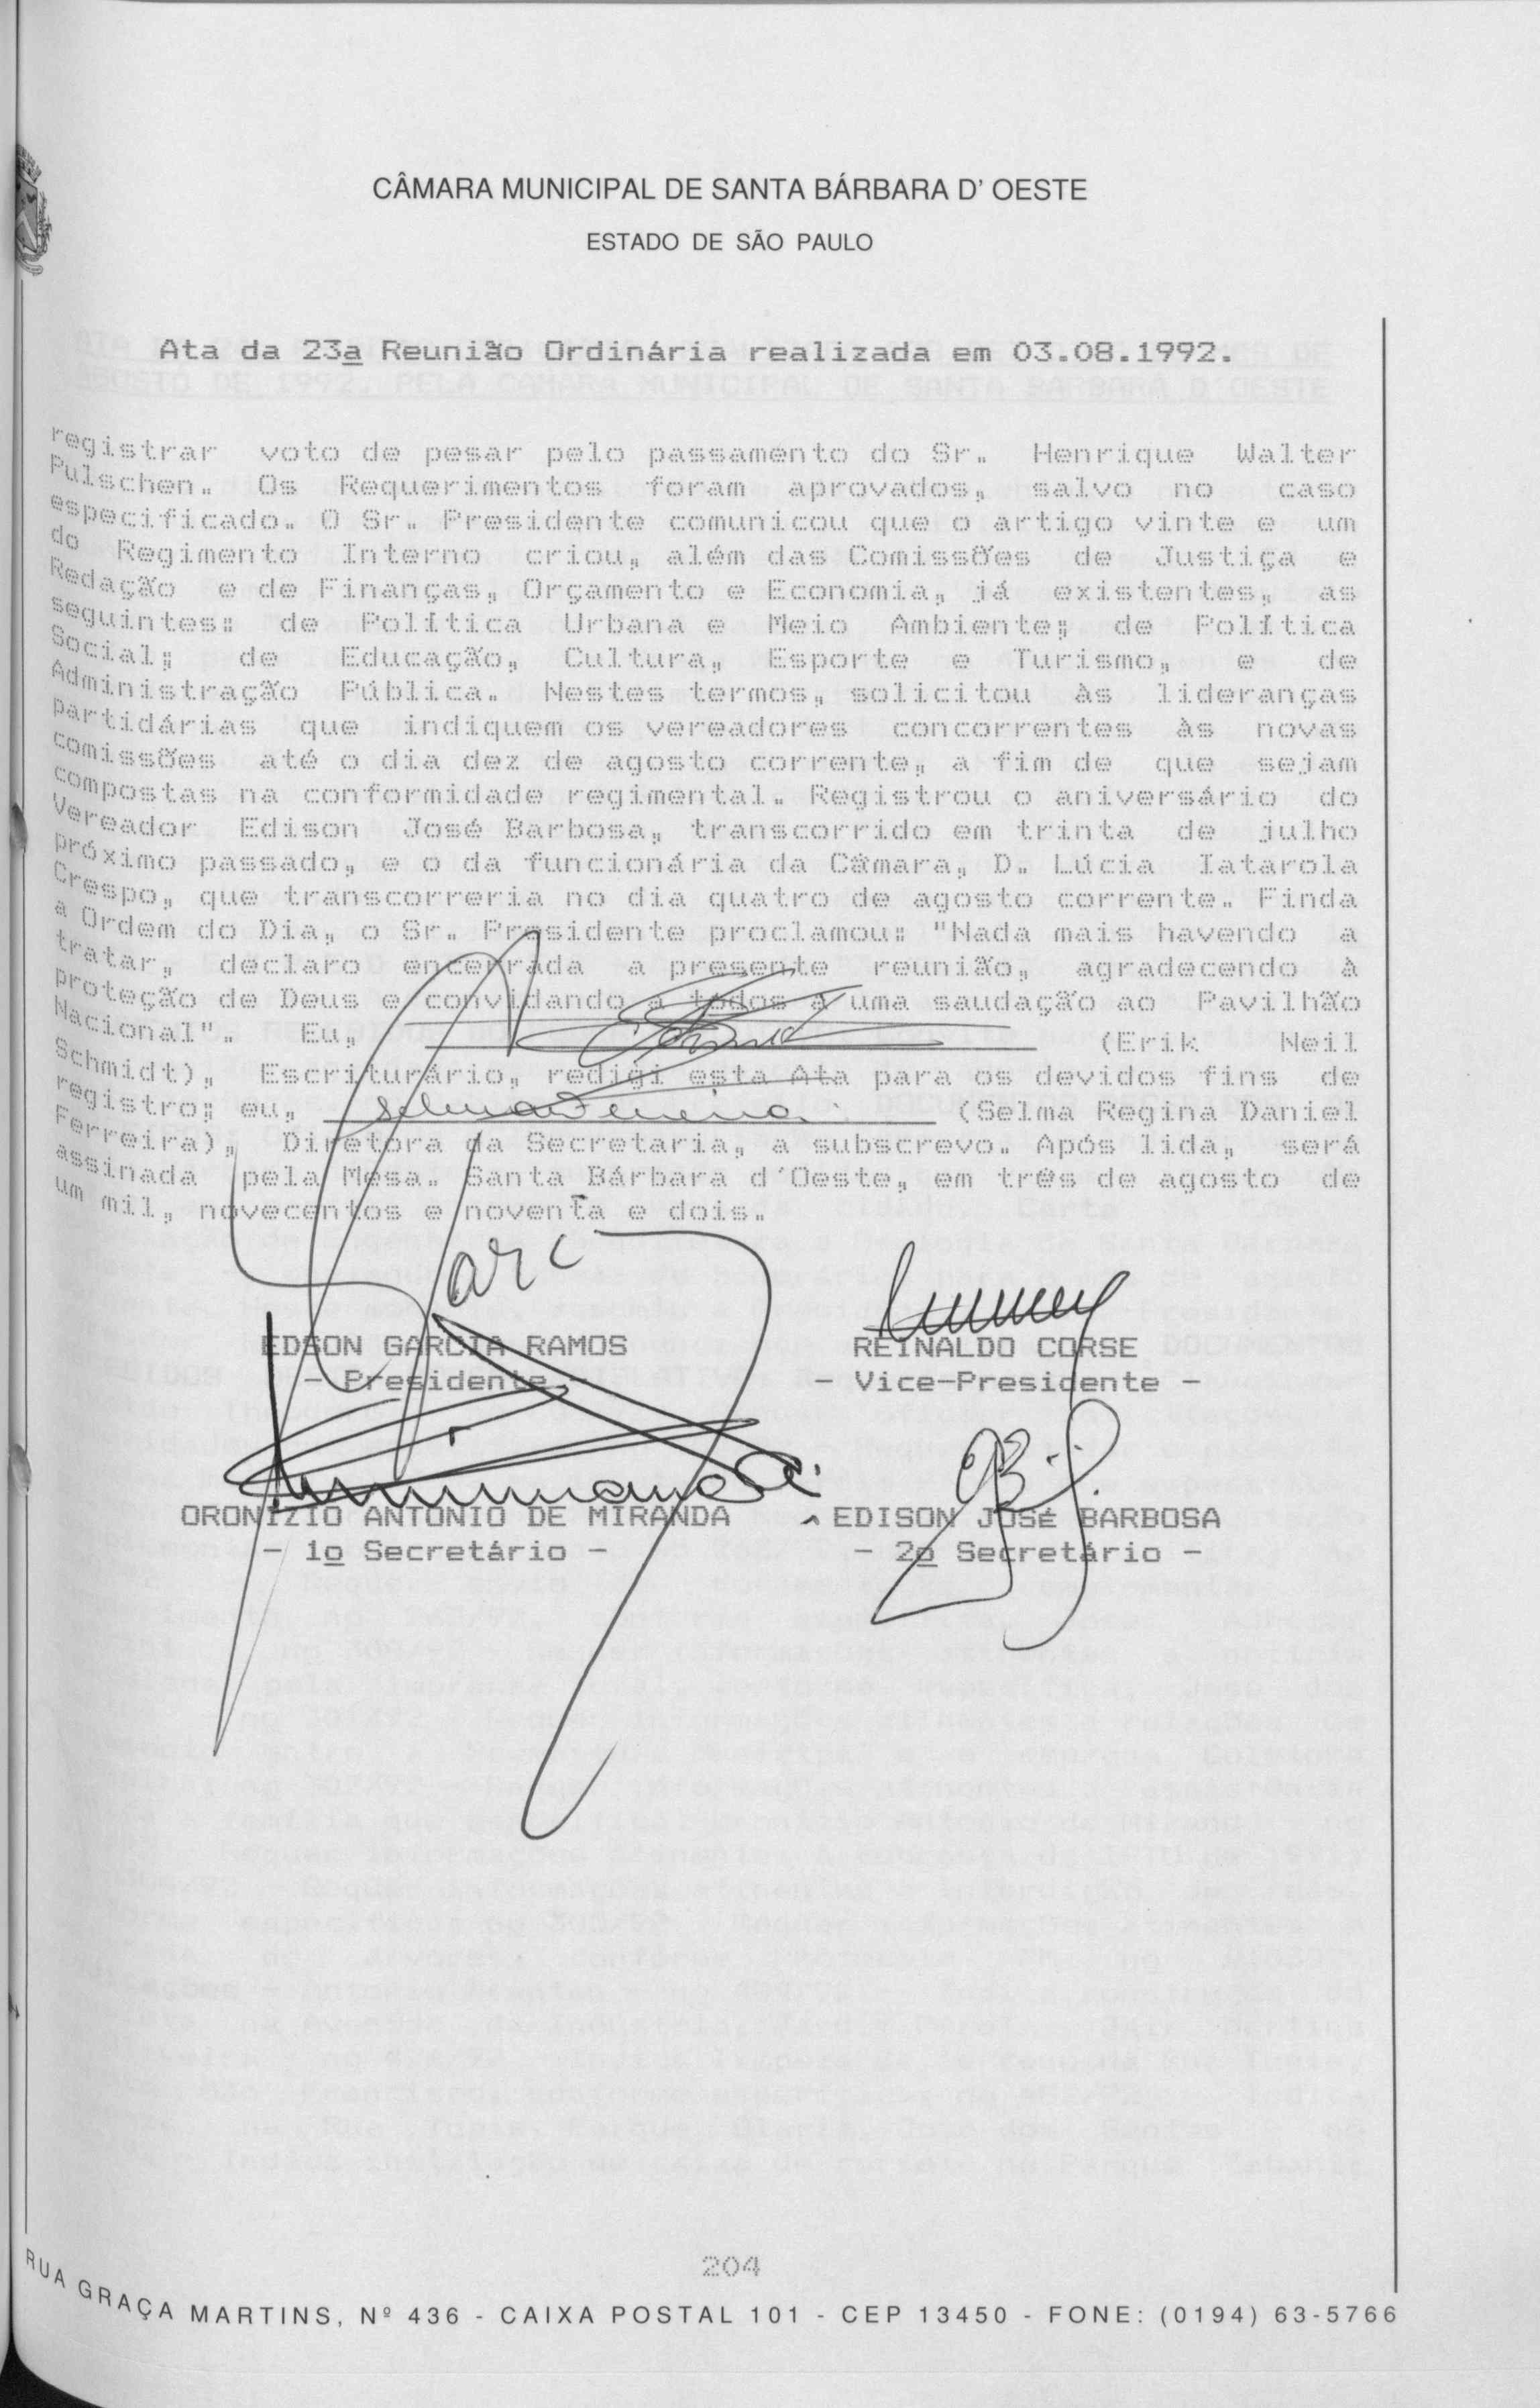 CÂMARA MUNICIPAL DE SANTA BÁRBARA D' OESTE
ESTADO DE SÃO PAULO
Ata da 23a Reunião Ordinária realizada em 03.08.1992.
registrar voto de pesar pelo passamento do Sr. Henrique Walter
Pulschen. Os Requerimentos foram aprovados, salvo no caso
especificado. O Sr. Presidente comunicou que o artigo vinte e um
do Regimento Interno criou, além das Comissões de Justiça e
Redação e de Finanças, Orçamento e Economia, já existentes, as
seguintes: de Política Urbana e Meio Ambiente; de Política
Social; de Educação, Cultura, Esporte e Turismo, e de
Administração Pública. Nestes termos, solicitou às lideranças
partidárias que indiquem os vereadores concorrentes às novas
comissões até o dia dez de agosto corrente, a fim de que sejam
compostas na conformidade regimental. Registrou o aniversário do
Vereador Edison José Barbosa, transcorrido em trinta de julho
próximo passado, e o da funcionária da Câmara, D. Lúcia Iatarola
Crespo, que transcorreria no dia quatro de agosto corrente. Finda
a Ordem do Dia, o Sr. Presidente proclamou: "Nada mais havendo a
tratar, declaro encerrada a presente reunião, agradecendo à
proteção de Deus e convidando a todos a uma saudação ao Pavilhão
Nacional". Eu, (Erik Neil
Schmidt), Escriturário, redigi esta Ata para os devidos fins de
registro; eu, (Selma Regina Daniel
Ferreira), Diretora da Secretaria, a subscrevo. Após lida, será
assinada pela Mesa. Santa Bárbara d'Oeste, em três de agosto de
um mil, novecentos e noventa e dois.
EDSON GARCIA RAMOS REINALDO CORSE
- Presidente - - Vice-Presidente -
ORONIZIO ANTONIO DE MIRANDA EDISON JOSÉ BARBOSA
- 1o Secretário - - 2o Secretário -
204
RUA GRAÇA MARTINS, Nº 436 - CAIXA POSTAL 101 - CEP 13450 - FONE: (0194) 63-5766